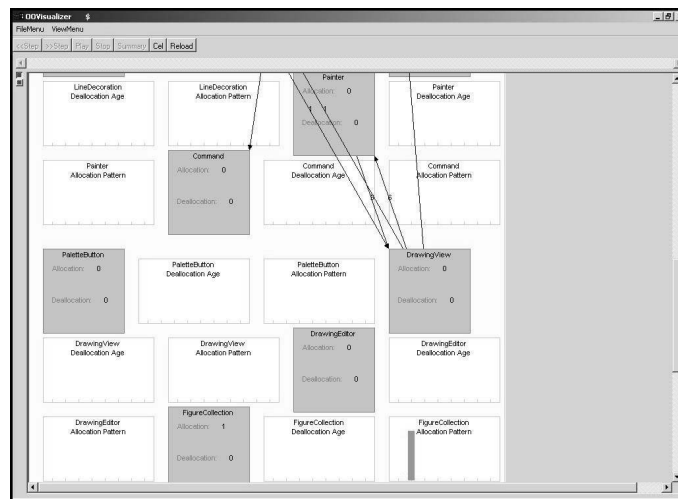 OOVisualizer
FileMenu ViewMenu
<<Step >>Step Play Stop Summary Cel Reload
LineDecoration
Deallocation Age
LineDecoration
Allocation Pattern
Painter
Allocation: 0
1 1
Deallocation: 0
Painter
Deallocation Age
Painter
Allocation Pattern
Command
Allocation: 0
Deallocation: 0
Command
Deallocation Age
Command
Allocation Pattern
6
PaletteButton
Allocation: 0
Deallocation: 0
PaletteButton
Deallocation Age
PaletteButton
Allocation Pattern
DrawingView
Allocation: 0
Deallocation: 0
DrawingView
Deallocation Age
DrawingView
Allocation Pattern
DrawingEditor
Allocation: 0
Deallocation: 0
DrawingEditor
Deallocation Age
DrawingEditor
Allocation Pattern
FigureCollection
Allocation: 1
Deallocation: 0
FigureCollection
Deallocation Age
FigureCollection
Allocation Pattern